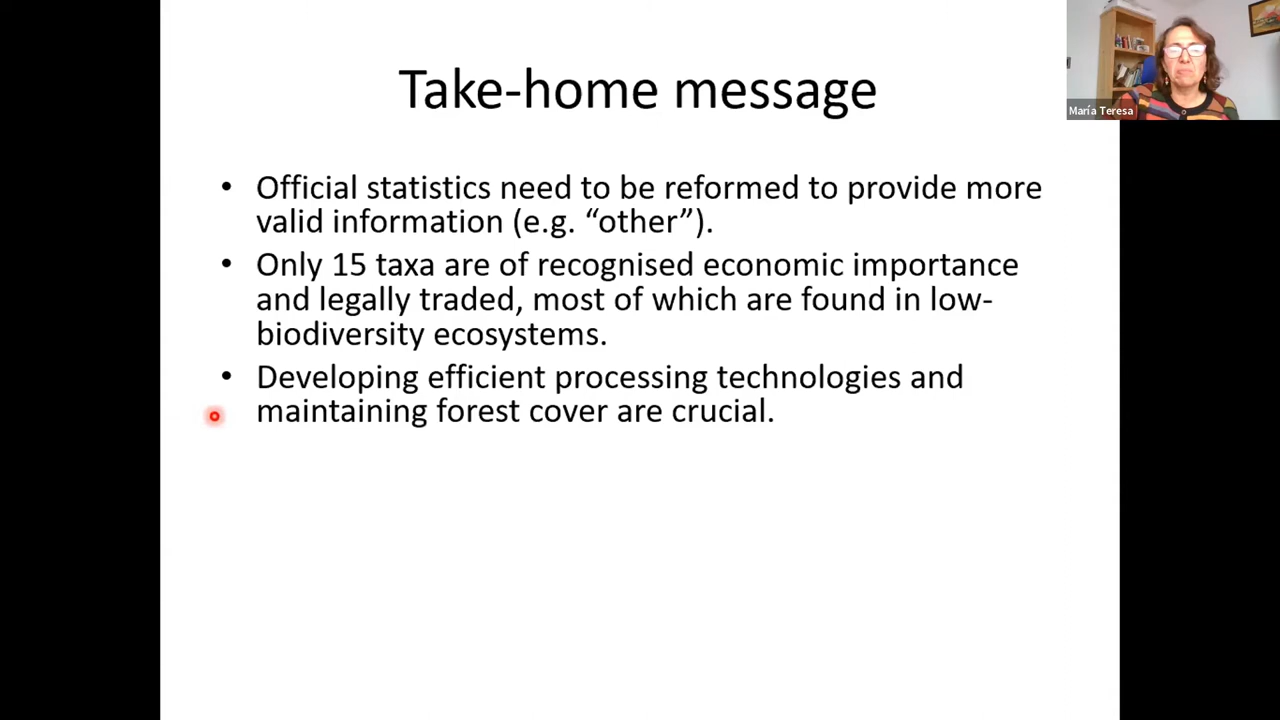 Take-home message
María Teresa
• Official statistics need to be reformed to provide more
valid information (e.g. “other”).
• Only 15 taxa are of recognised economic importance
and legally traded, most of which are found in low-
biodiversity ecosystems.
• Developing efficient processing technologies and
maintaining forest cover are crucial.